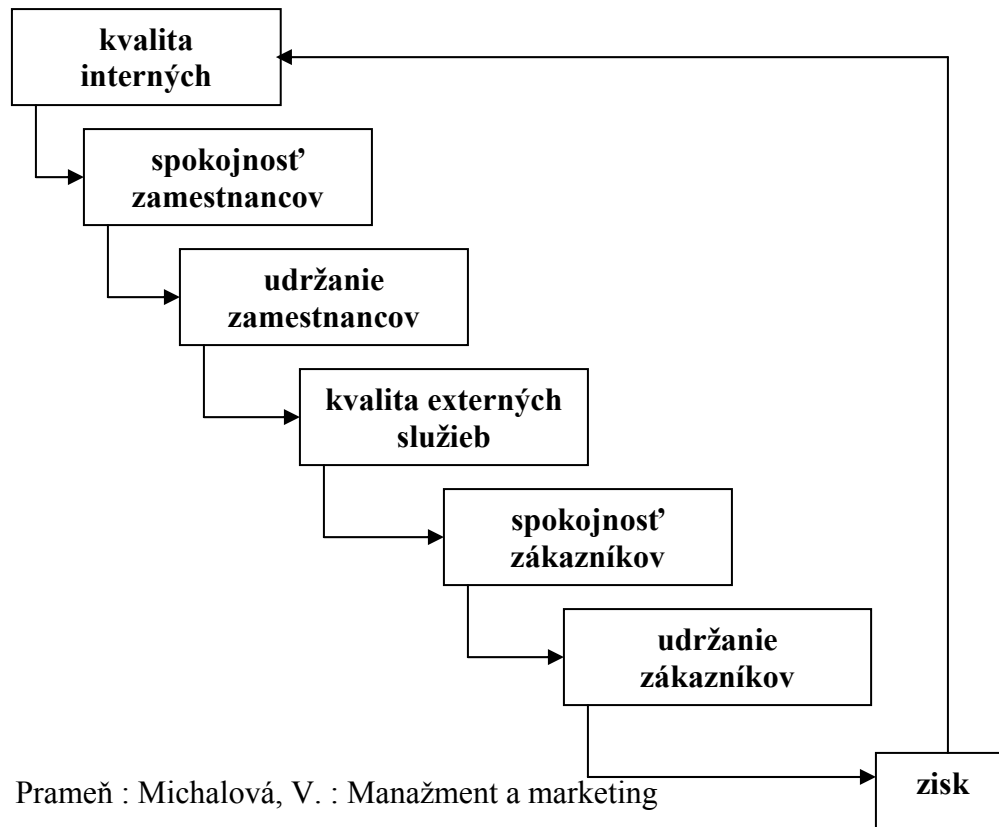 kvalita
interných
spokojnosť
zamestnancov
udržanie
zamestnancov
kvalita externých
služieb
spokojnosť
zákazníkov
udržanie
zákazníkov
zisk
Prameň : Michalová, V. : Manažment a marketing